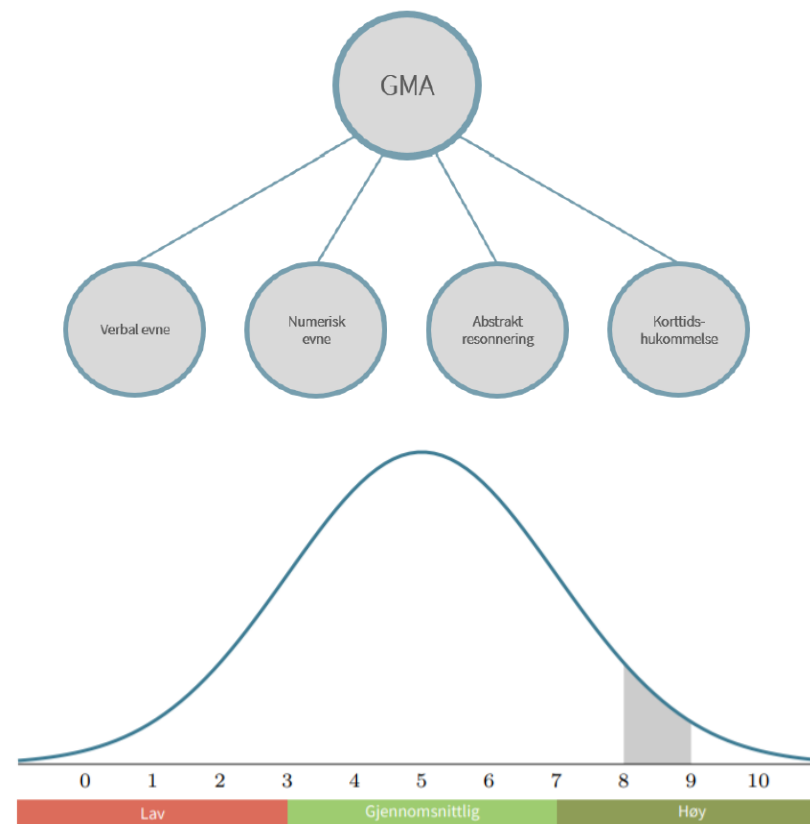 GMA
Verbal evne
Numerisk
evne
Abstrakt
resonnering
Korttids-
hukommelse
0 1 2 3 4 5 6 7 8 9 10
Lav Gjennomsnittlig Høy